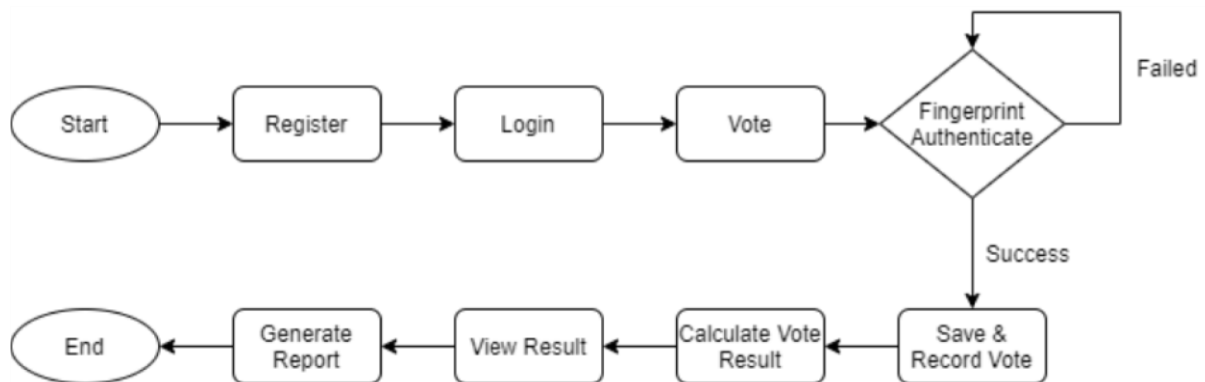 Start
Register
Login
Vote
Fingerprint
Authenticate
Failed
Success
Save &
Record Vote
Calculate Vote
Result
View Result
Generate
Report
End